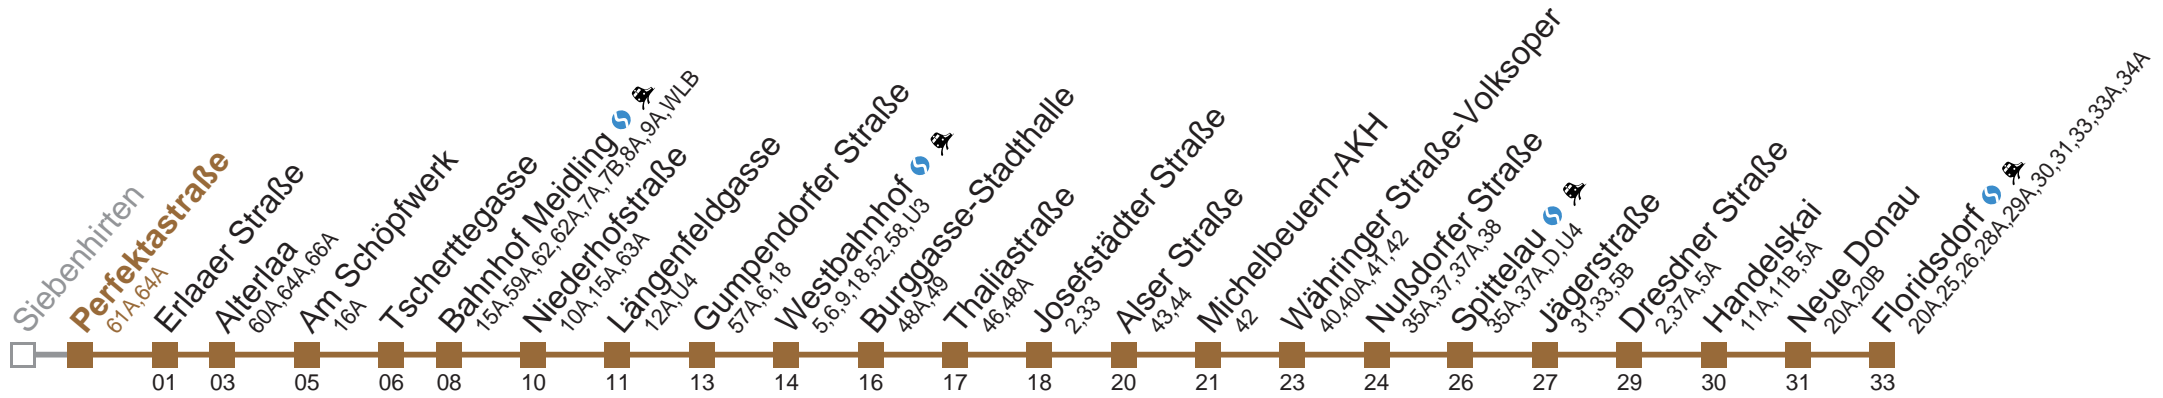 Siebenhirten
Perfektastraße
61A,64A
Erlaaer Straße
Alterlaa
60A,64A,66A
Am Schöpfwerk
16A
Tscherttegasse
Bahnhof Meidling
15A,59A,62,62A,7A,7B,8A,9A,WLB
Niederhofstraße
10A,15A,63A
Längenfeldgasse
12A,U4
Gumpendorfer Straße
57A,6,18
Westbahnhof
5,6,9,18,52,58,U3
Burggasse-Stadthalle
48A,49
Thaliastraße
46,48A
Josefstädter Straße
2,33
Alser Straße
43,44
Michelbeuern-AKH
42
Währinger Straße-Volksoper
40,40A,41,42
Nußdorfer Straße
35A,37,37A,38
Spittelau
35A,37A,D,U4
Jägerstraße
31,33,5B
Dresdner Straße
2,37A,5A
Handelskai
11A,11B,5A
Neue Donau
20A,20B
Floridsdorf
20A,25,26,28A,29A,30,31,33,33A,34A
01 03 05 06 08 10 11 13 14 16 17 18 20 21 23 24 26 27 29 30 31 33